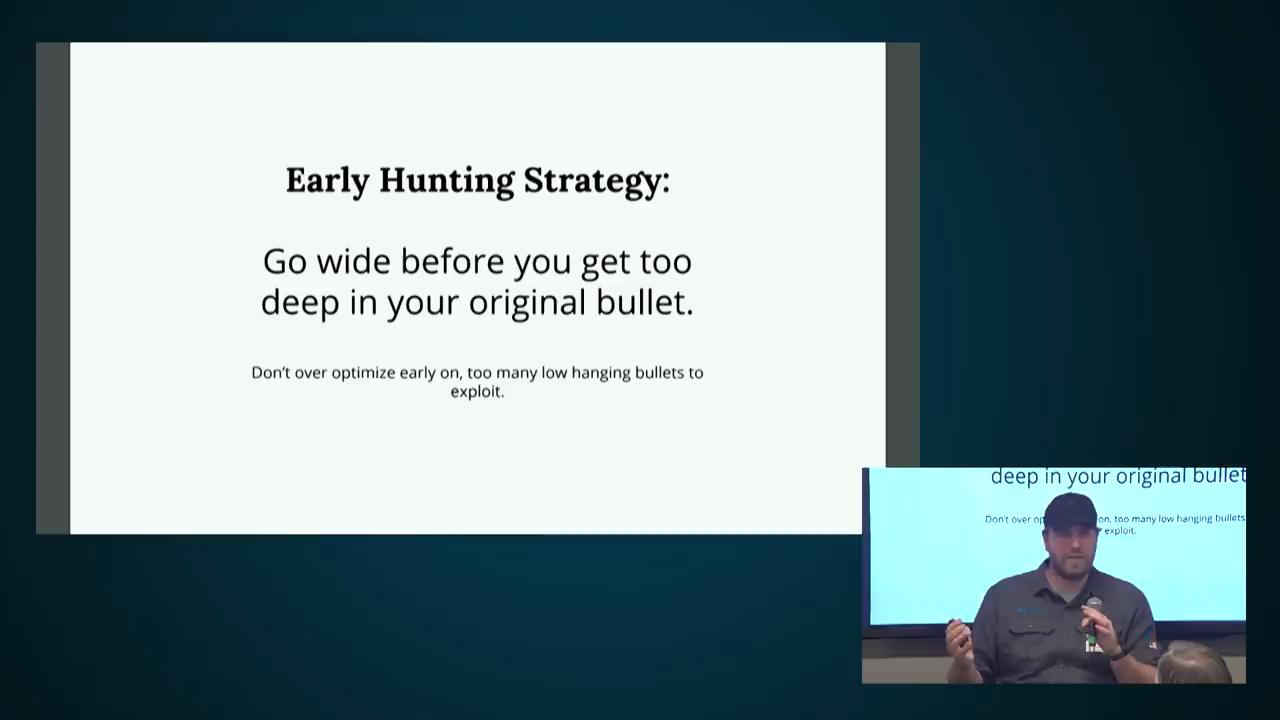 Early Hunting Strategy:
Go wide before you get too
deep in your original bullet.
Don't over optimize early on, too many low hanging bullets to
exploit.
deep in your original bullet
Don't over op on, too many low hanging bullets
exploit.